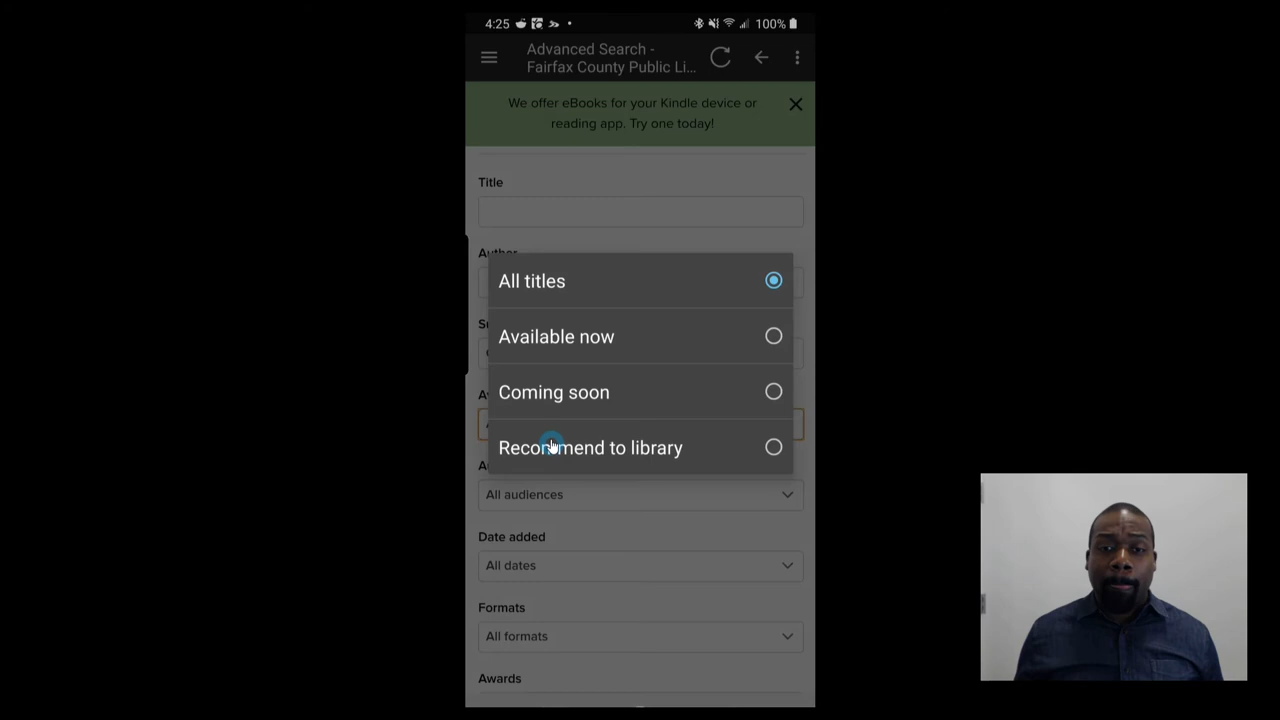 4:25
100%
Advanced Search -
Fairfax County Public Li...
We offer eBooks for your Kindle device or
reading app. Try one today!
Title
Author
All titles
Available now
Coming soon
Recommend to library
All audiences
Date added
All dates
Formats
All formats
Awards